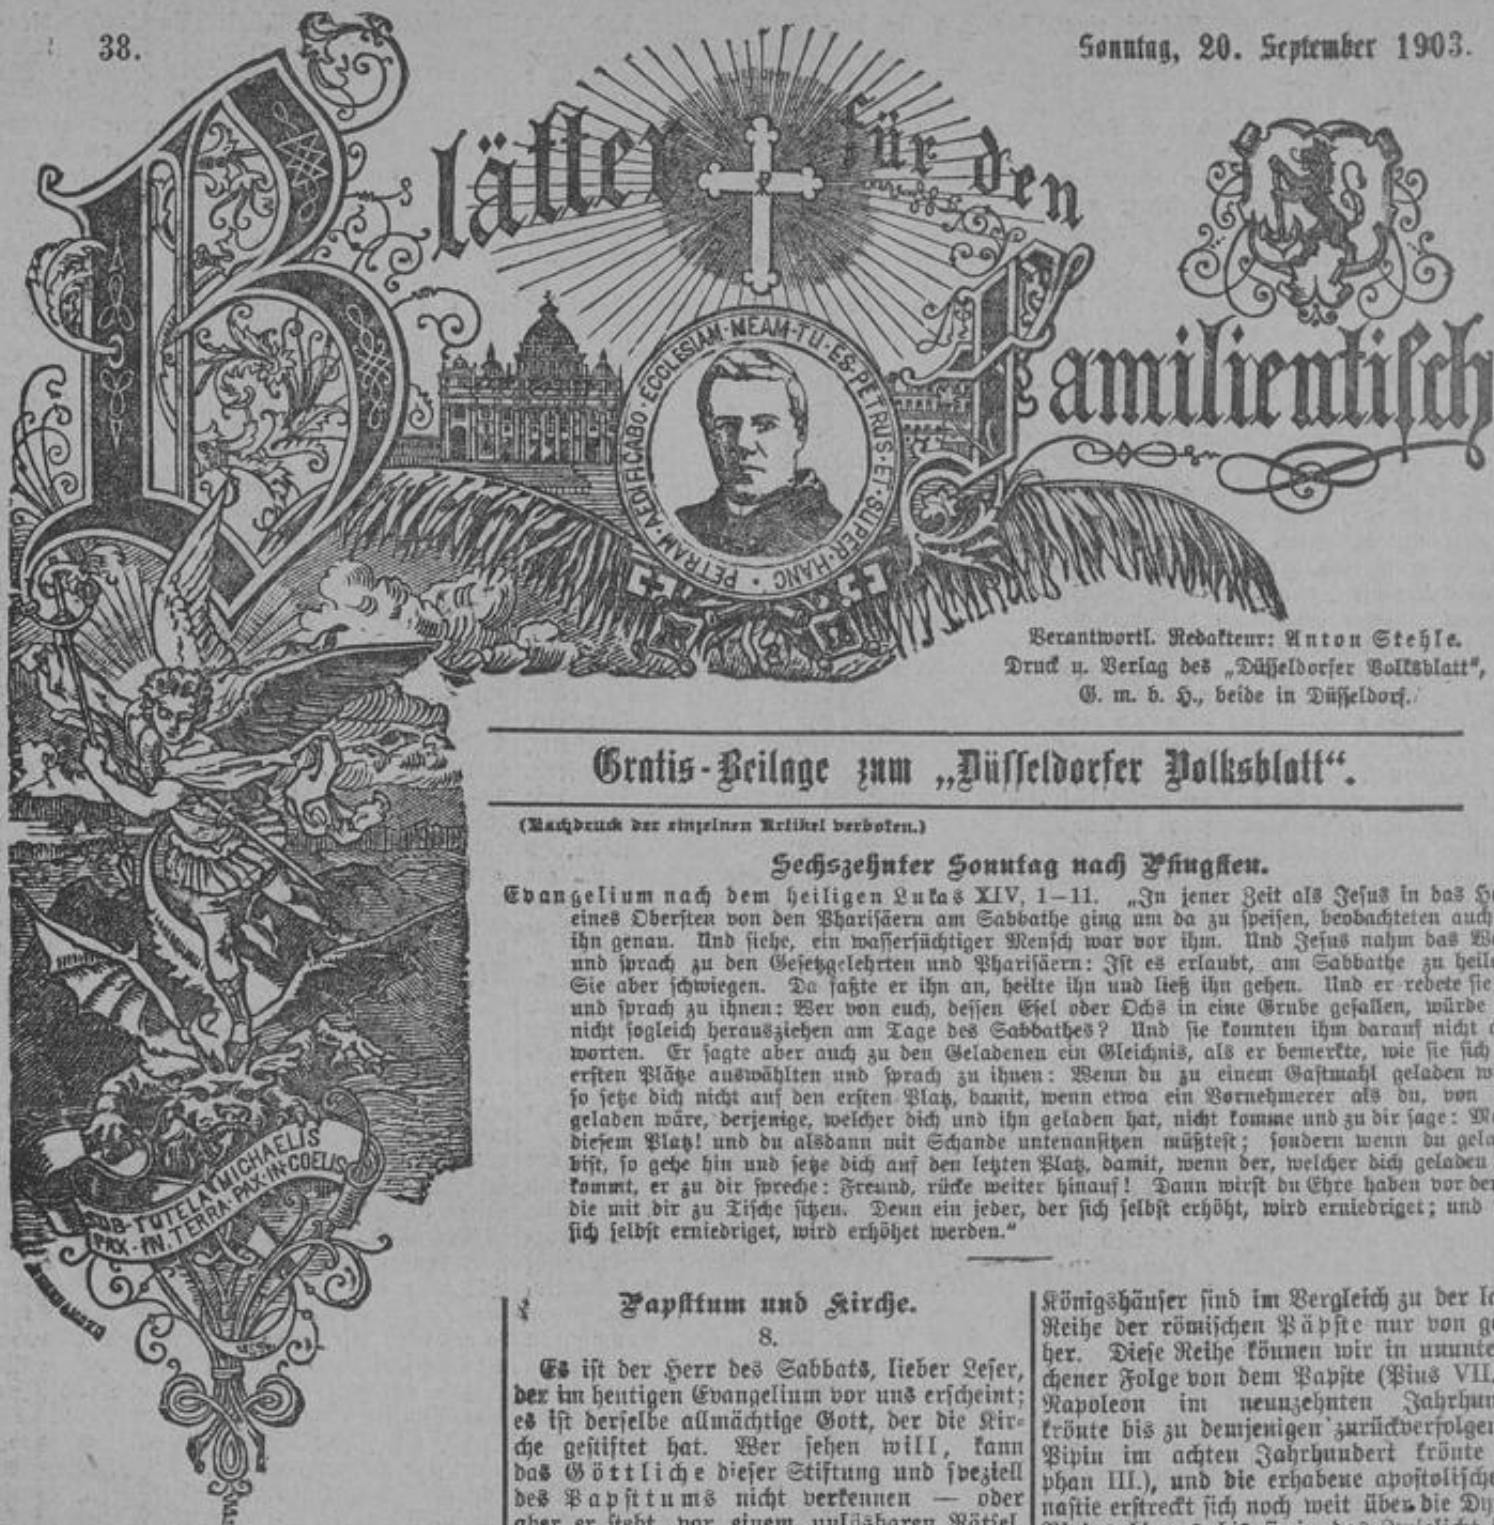 38.
Sonntag, 20. September 1903.
Blätter für den
Familientisch
PETRAM·AEDIFICABO·ECCLESIAM·MEAM·TU·ES·PETRUS·ET·SUPER·HANC
Verantwortl. Redakteur: Anton Stehle.
Druck u. Verlag des „Düsseldorfer Volksblatt“,
G. m. b. H., beide in Düsseldorf.
Gratis-Beilage zum „Düsseldorfer Volksblatt“.
(Nachdruck der einzelnen Artikel verboten.)
Sechszehnter Sonntag nach Pfingsten.
Evangelium nach dem heiligen Lukas XIV, 1—11. „In jener Zeit als Jesus in das
eines Obersten von den Pharisäern am Sabbathe ging um da zu speisen, beobachteten auch
ihn genau. Und siehe, ein wassersüchtiger Mensch war vor ihm. Und Jesus nahm das
und sprach zu den Gesetzgelehrten und Pharisäern: Ist es erlaubt, am Sabbathe zu heile
Sie aber schwiegen. Da faßte er ihn an, heilte ihn und ließ ihn gehen. Und er redete sie
und sprach zu ihnen: Wer von euch, dessen Esel oder Ochs in eine Grube gefallen, würde
nicht sogleich herausziehen am Tage des Sabbathes? Und sie konnten ihm darauf nicht
worten. Er sagte aber auch zu den Geladenen ein Gleichnis, als er bemerkte, wie sie sich
ersten Plätze auswählten und sprach zu ihnen: Wenn du zu einem Gastmahl geladen
so setze dich nicht auf den ersten Platz, damit, wenn etwa ein Vornehmerer als du, von
geladen wäre, derjenige, welcher dich und ihn geladen hat, nicht komme und zu dir sage:
diesem Platz! und du alsdann mit Schande untenansitzen müßtest; sondern wenn du gela
bist, so gehe hin und setze dich auf den letzten Platz, damit, wenn der, welcher dich geladen
kommt, er zu dir spreche: Freund, rücke weiter hinauf! Dann wirst du Ehre haben vor
die mit dir zu Tische sitzen. Denn ein jeder, der sich selbst erhöht, wird erniedriget; und
sich selbst erniedriget, wird erhöhet werden.“
SUB·TUTELA MICHAELIS
PAX·IN·TERRA·PAX·IN·COELIS
Papsttum und Kirche.
8.
Es ist der Herr des Sabbats, lieber Leser,
der im heutigen Evangelium vor uns erscheint;
es ist derselbe allmächtige Gott, der die Kir-
che gestiftet hat. Wer sehen will, kann
das Göttliche dieser Stiftung und speziell
des Papsttums nicht verkennen — oder
aber er steht vor einem unlösbaren Rätsel
Königshäuser sind im Vergleich zu der
Reihe der römischen Päpste nur von
her. Diese Reihe können wir in ununte
chener Folge von dem Papste (Pius VII.
Napoleon im neunzehnten Jahrhun
krönte bis zu demjenigen zurückverfolgen
Pipin im achten Jahrhundert krönte
phan III.), und die erhabene apostolische
nastie erstreckt sich noch weit über die